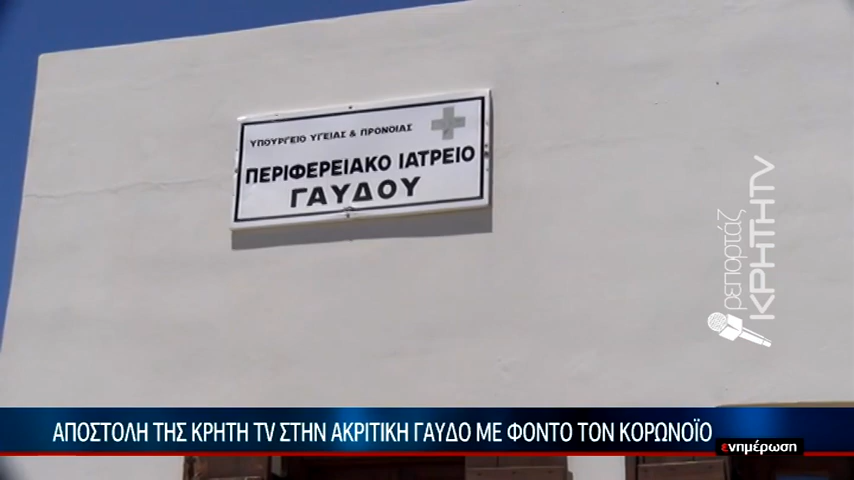 ΥΠΟΥΡΓΕΙΟ ΥΓΕΙΑΣ & ΠΡΟΝΟΙΑΣ
ΠΕΡΙΦΕΡΕΙΑΚΟ ΙΑΤΡΕΙΟ
ΓΑΥΔΟΥ
ρεπορτάζ
ΚΡΗΤΗTV
ΑΠΟΣΤΟΛΗ ΤΗΣ ΚΡΗΤΗ TV ΣΤΗΝ ΑΚΡΙΤΙΚΗ ΓΑΥΔΟ ΜΕ ΦΟΝΤΟ ΤΟΝ ΚΟΡΩΝΟΪΟ
ενημέρωση